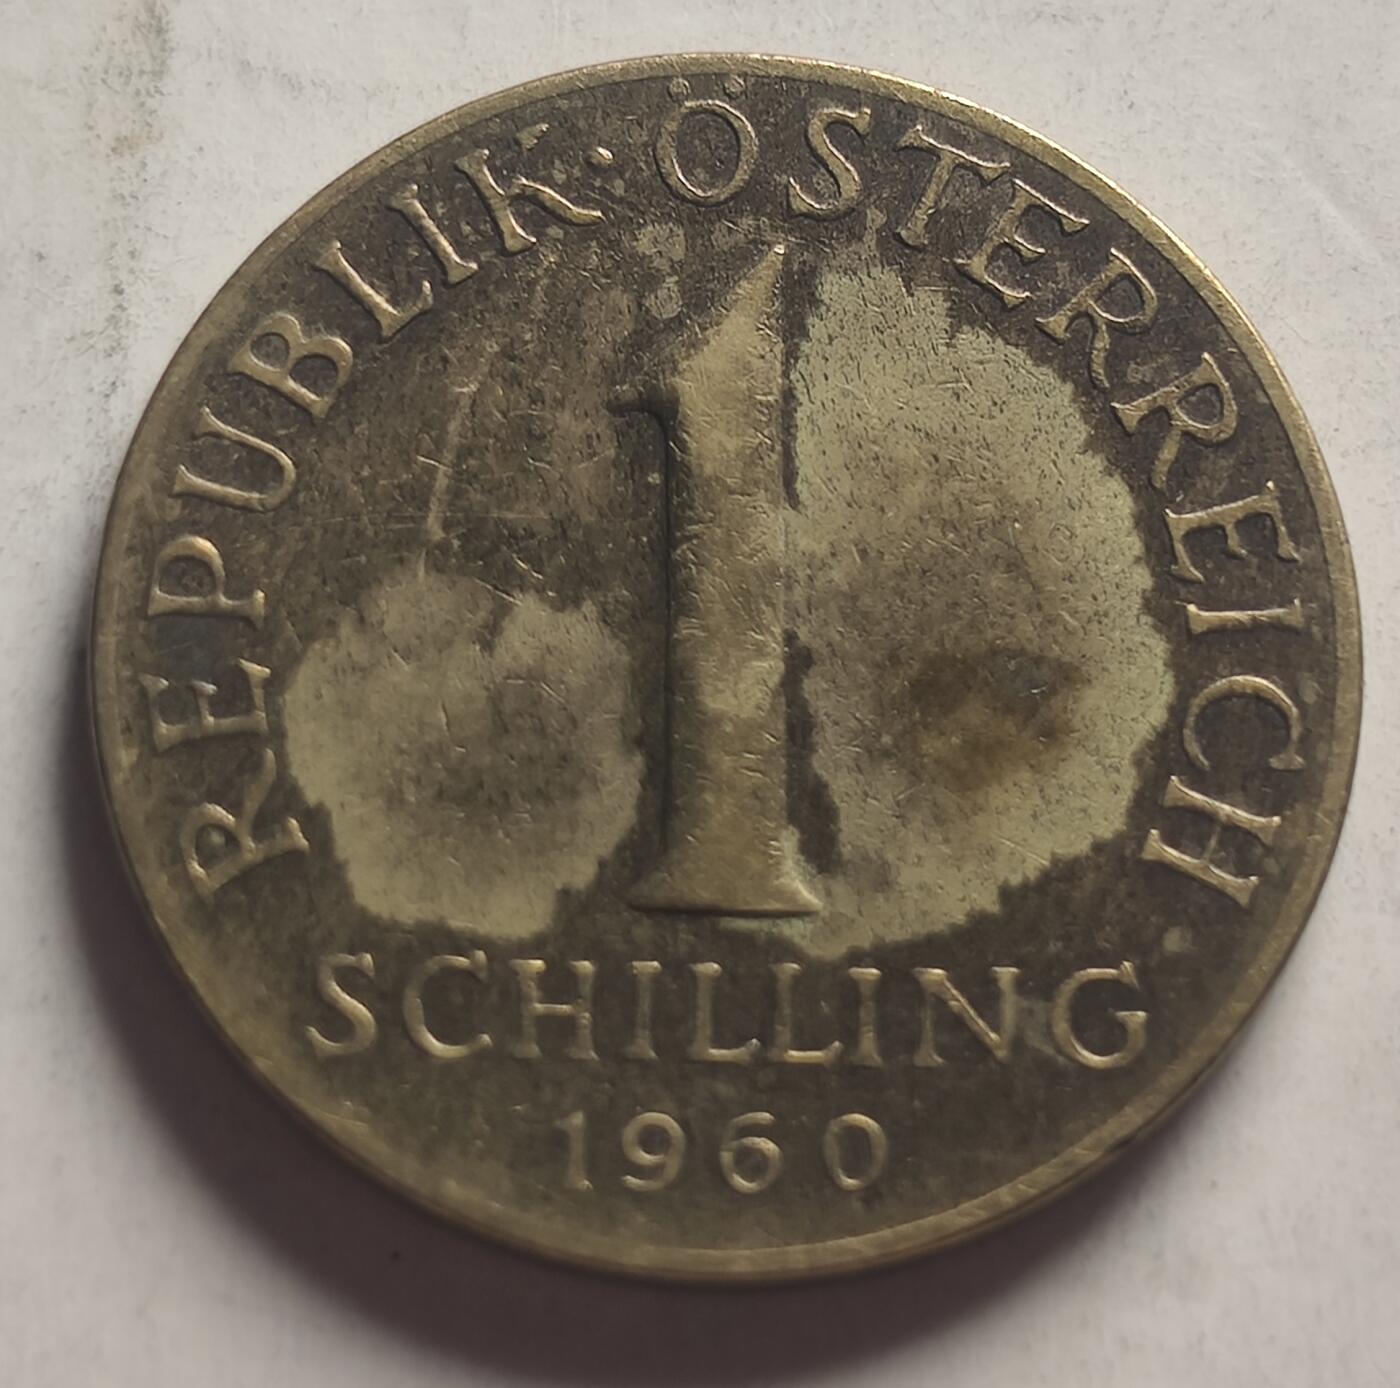 REPUBLIK · ÖSTERREICH
1
SCHILLING
1960